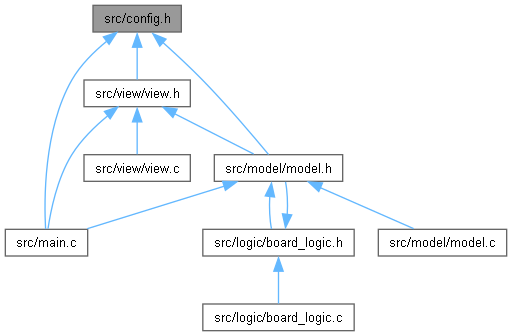 src/config.h
src/view/view.h
src/view/view.c
src/model/model.h
src/main.c
src/logic/board_logic.h
src/model/model.c
src/logic/board_logic.c